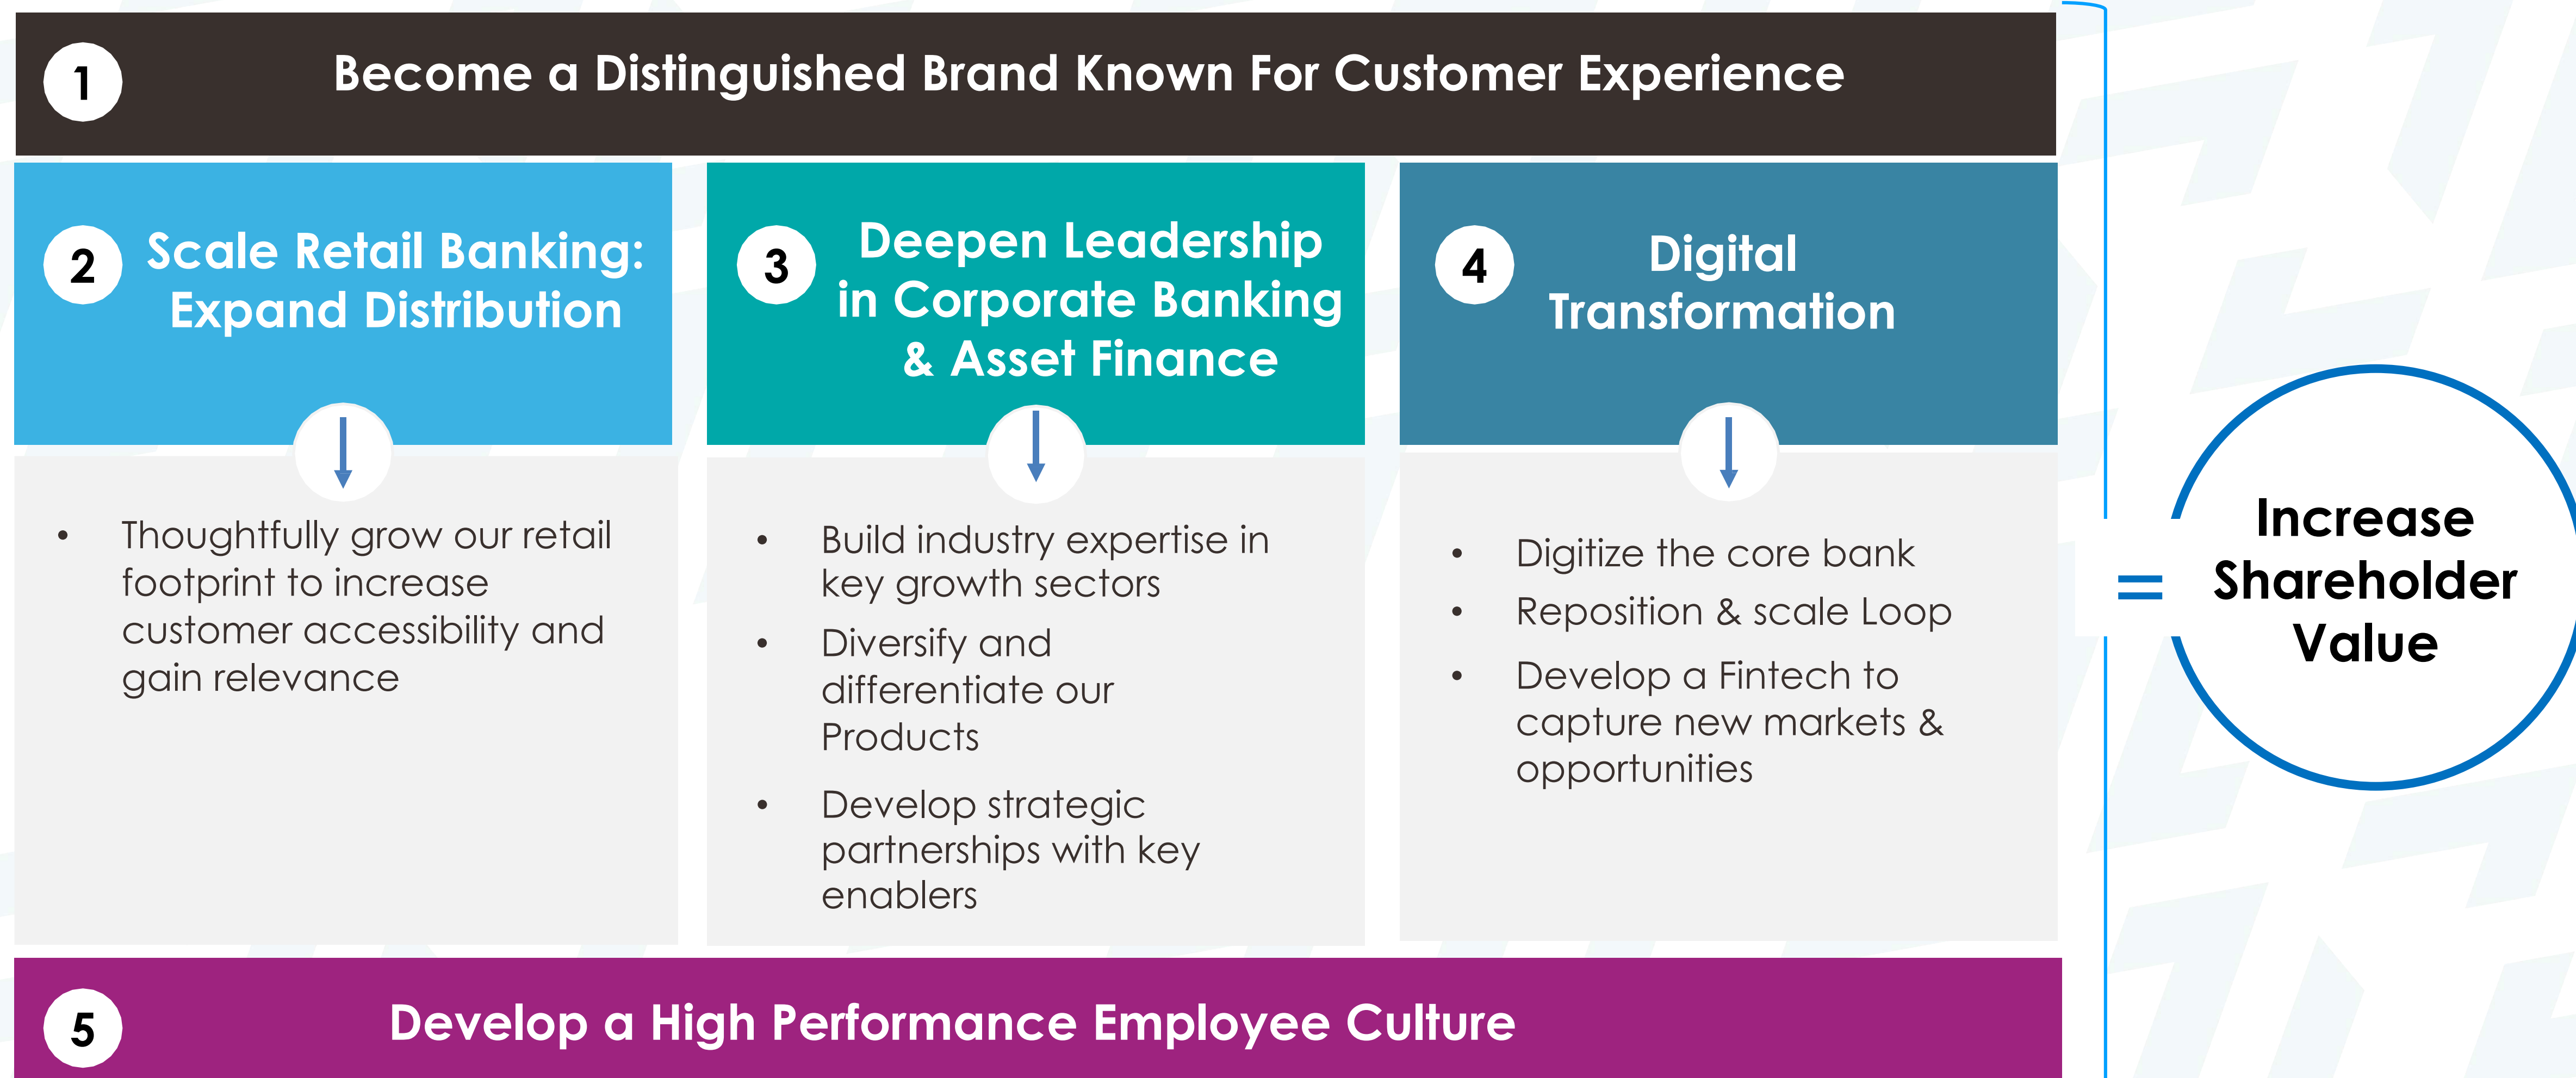 1
Become a Distinguished Brand Known For Customer Experience
2
Scale Retail Banking:
Expand Distribution
• Thoughtfully grow our retail
footprint to increase
customer accessibility and
gain relevance
3
Deepen Leadership
in Corporate Banking
& Asset Finance
• Build industry expertise in
key growth sectors
• Diversify and
differentiate our
Products
• Develop strategic
partnerships with key
enablers
4
Digital
Transformation
• Digitize the core bank
• Reposition & scale Loop
• Develop a Fintech to
capture new markets &
opportunities
5
Develop a High Performance Employee Culture
=
Increase
Shareholder
Value